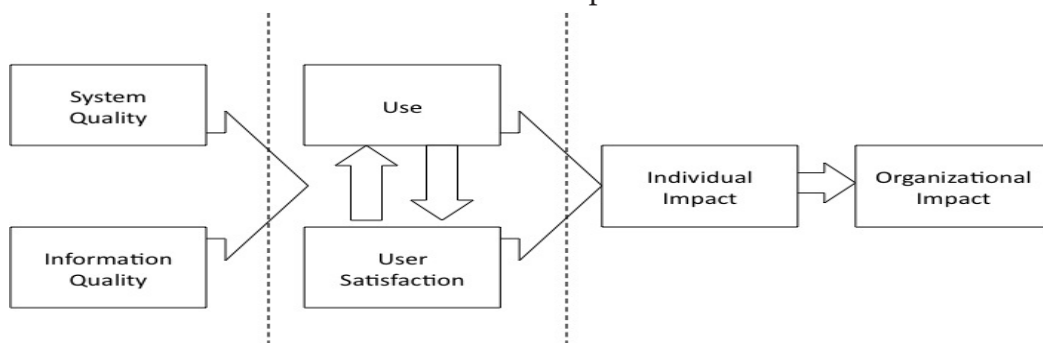 System
Quality
Use
Individual
Impact
Organizational
Impact
Information
Quality
User
Satisfaction